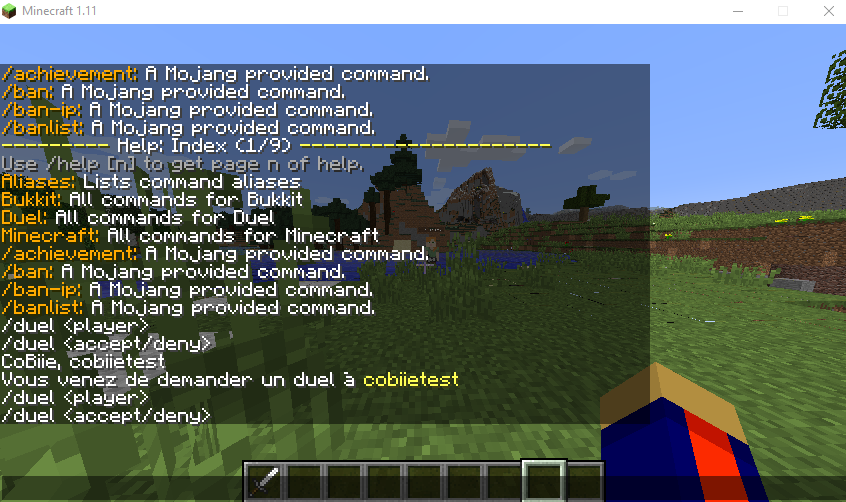 Minecraft 1.11
/achievement: A Mojang provided command.
/ban: A Mojang provided command.
/ban-ip: A Mojang provided command.
/banlist: A Mojang provided command.
--------- Help: Index (1/9) ---------------------
Use /help [n] to get page n of help.
Aliases: Lists command aliases
Bukkit: All commands for Bukkit
Duel: All commands for Duel
Minecraft: All commands for Minecraft
/achievement: A Mojang provided command.
/ban: A Mojang provided command.
/ban-ip: A Mojang provided command.
/banlist: A Mojang provided command.
/duel <player>
/duel <accept/deny>
CoBiie, cobiietest
Vous venez de demander un duel à cobiietest
/duel <player>
/duel <accept/deny>